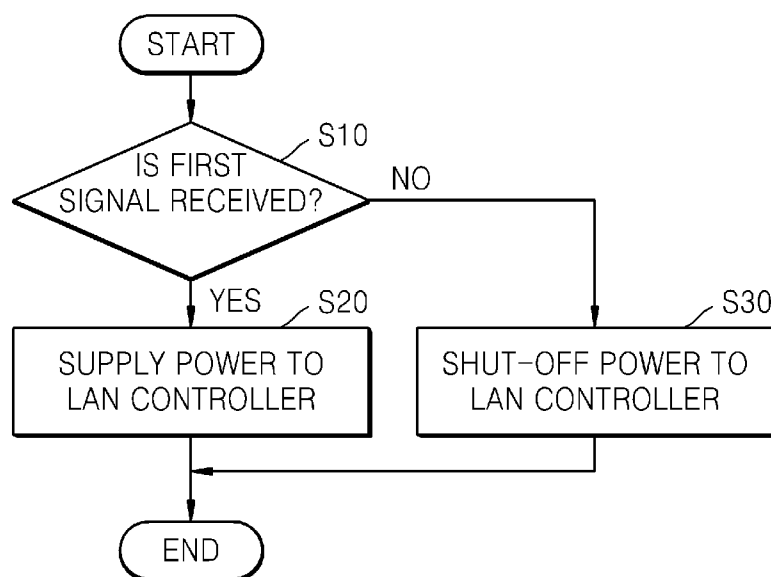 START
S10
IS FIRST
SIGNAL RECEIVED?
NO
YES
S20
S30
SUPPLY POWER TO
LAN CONTROLLER
SHUT-OFF POWER TO
LAN CONTROLLER
END